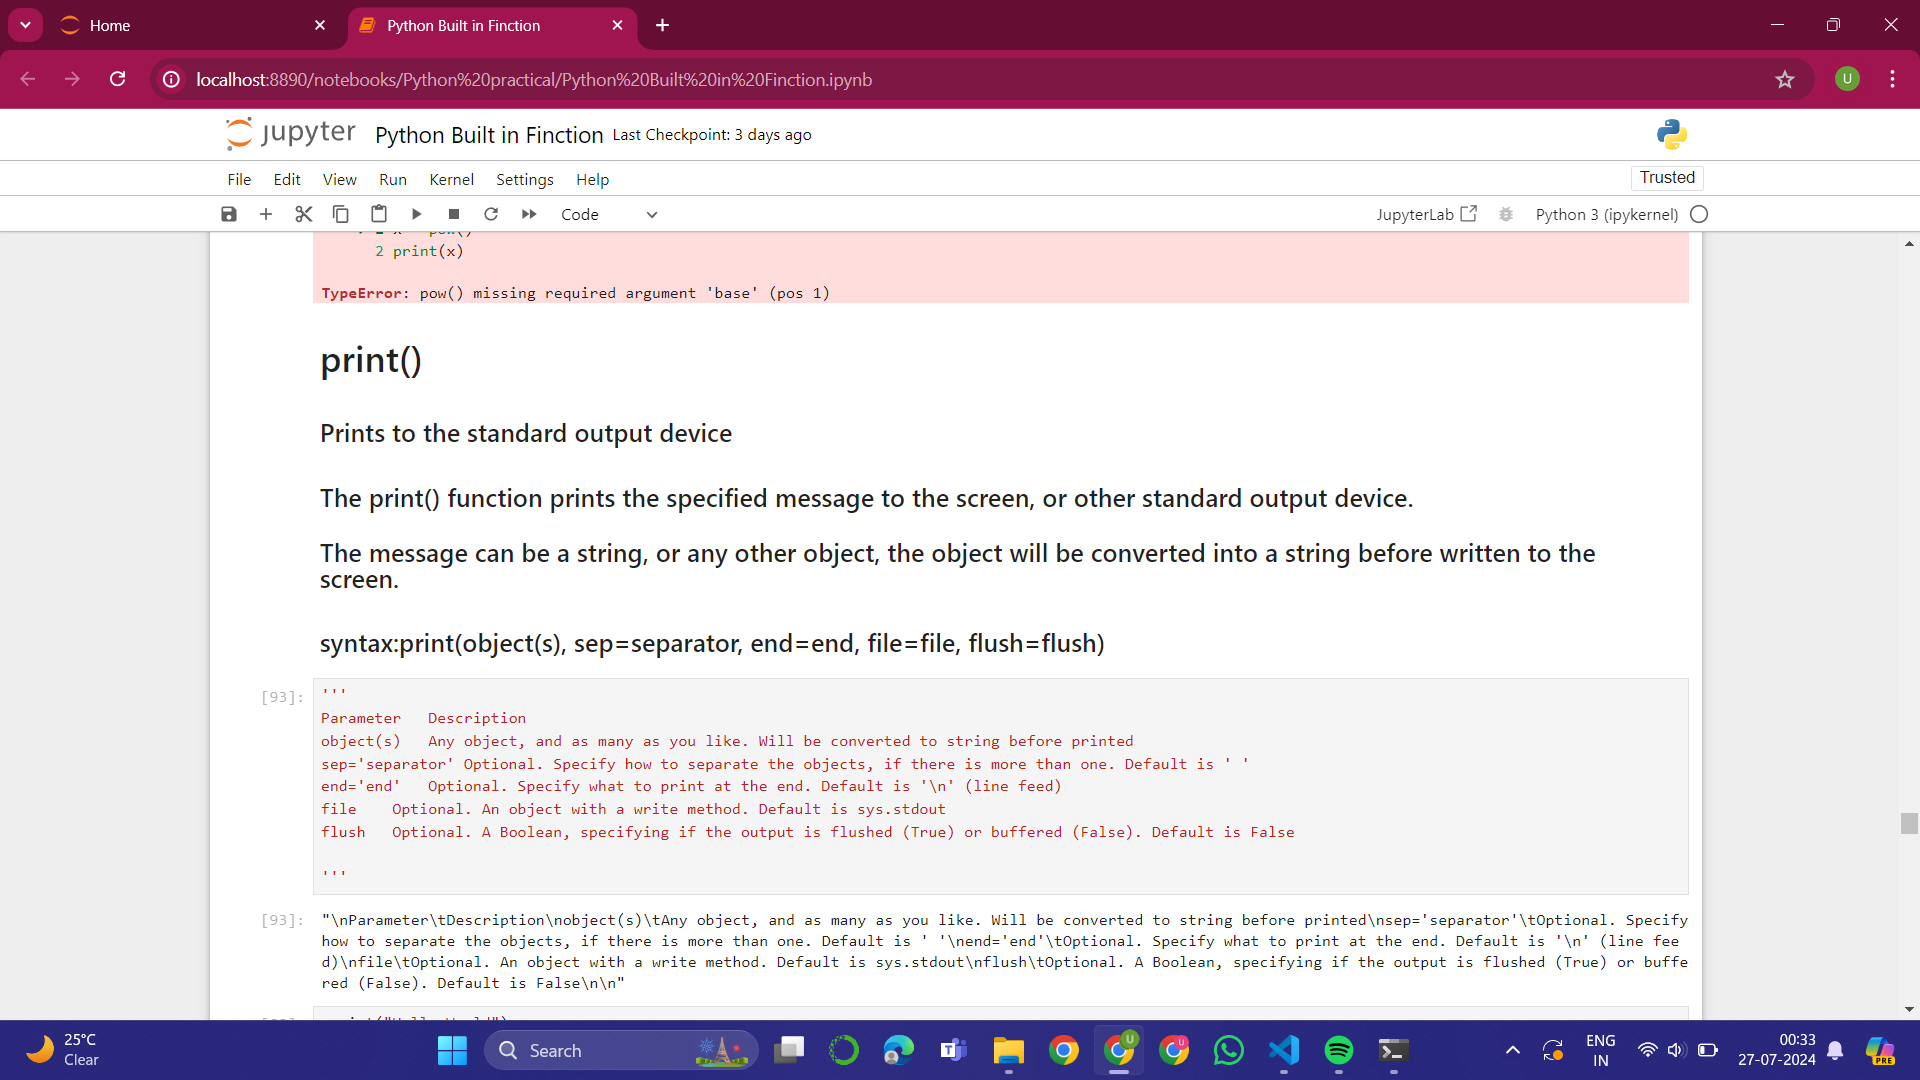 Home
Python Built in Finction
localhost:8890/notebooks/Python%20practical/Python%20Built%20in%20Finction.ipynb
U
jupyter Python Built in Finction Last Checkpoint: 3 days ago
File Edit View Run Kernel Settings Help
Trusted
Code
JupyterLab
Python 3 (ipykernel)
2 print(x)
TypeError: pow() missing required argument 'base' (pos 1)
print()
Prints to the standard output device
The print() function prints the specified message to the screen, or other standard output device.
The message can be a string, or any other object, the object will be converted into a string before written to the
screen.
syntax:print(object(s), sep=separator, end=end, file=file, flush=flush)
[93]: '''
Parameter Description
object(s) Any object, and as many as you like. Will be converted to string before printed
sep='separator' Optional. Specify how to separate the objects, if there is more than one. Default is ' '
end='end' Optional. Specify what to print at the end. Default is '\n' (line feed)
file Optional. An object with a write method. Default is sys.stdout
flush Optional. A Boolean, specifying if the output is flushed (True) or buffered (False). Default is False
'''
[93]: "\nParameter\tDescription\nobject(s)\tAny object, and as many as you like. Will be converted to string before printed\nsep='separator'\tOptional. Specify
how to separate the objects, if there is more than one. Default is ' '\nend='end'\tOptional. Specify what to print at the end. Default is '\n' (line fee
d)\nfile\tOptional. An object with a write method. Default is sys.stdout\nflush\tOptional. A Boolean, specifying if the output is flushed (True) or buffe
red (False). Default is False\n\n"
25°C
Clear
Search
U
U
ENG
IN
00:33
27-07-2024
PRE